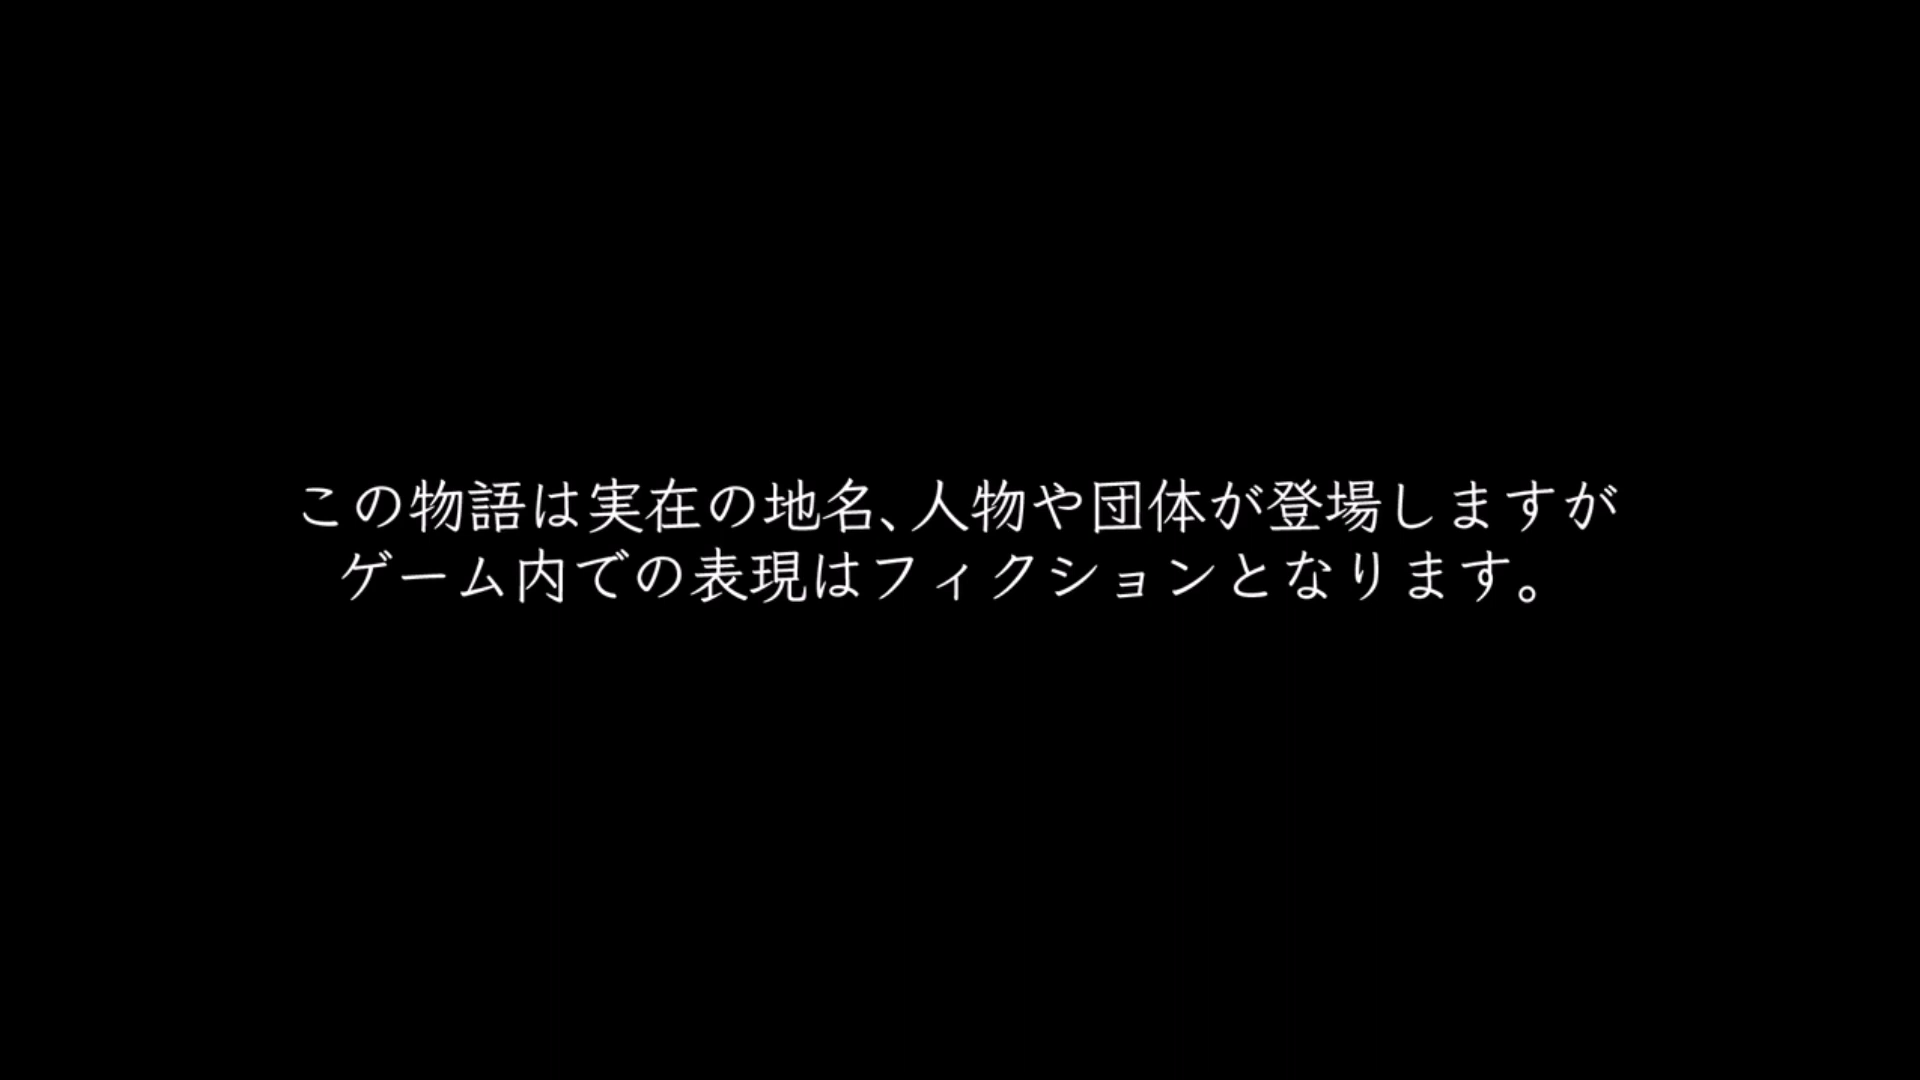 この物語は実在の地名、人物や団体が登場しますが
ゲーム内での表現はフィクションとなります。